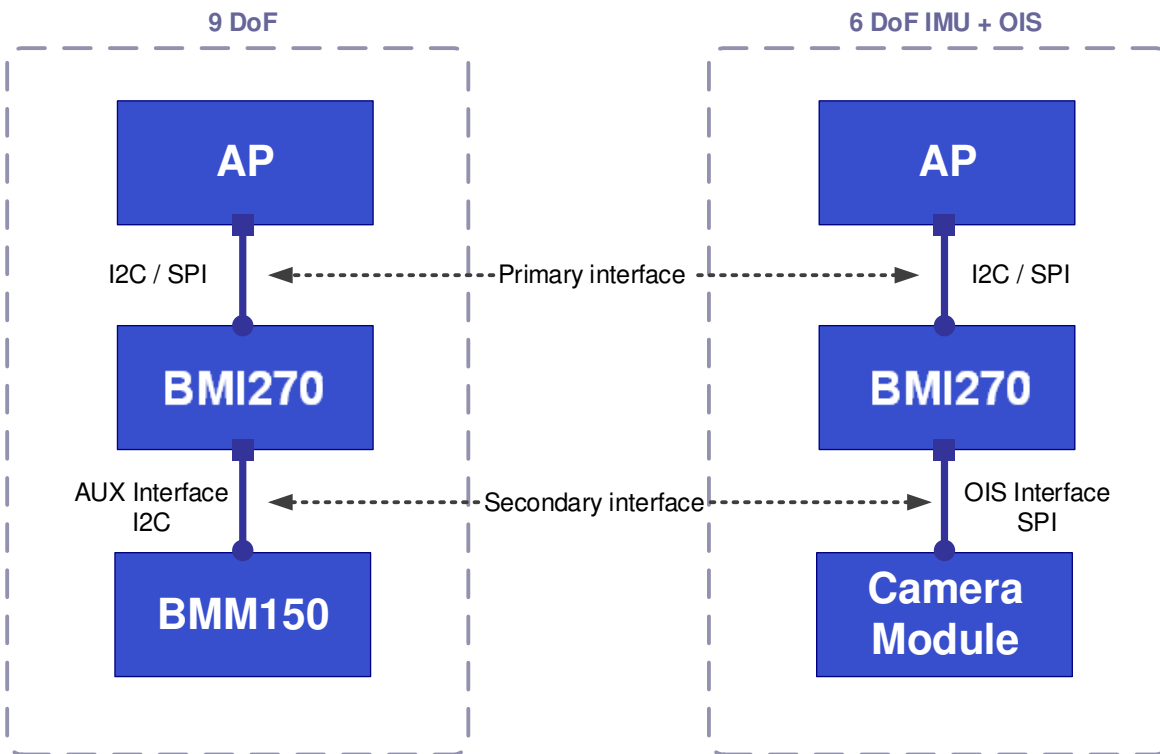 9 DoF
6 DoF IMU + OIS
AP
AP
I2C / SPI
Primary interface
I2C / SPI
BMI270
BMI270
AUX Interface
I2C
Secondary interface
OIS Interface
SPI
BMM150
Camera
Module